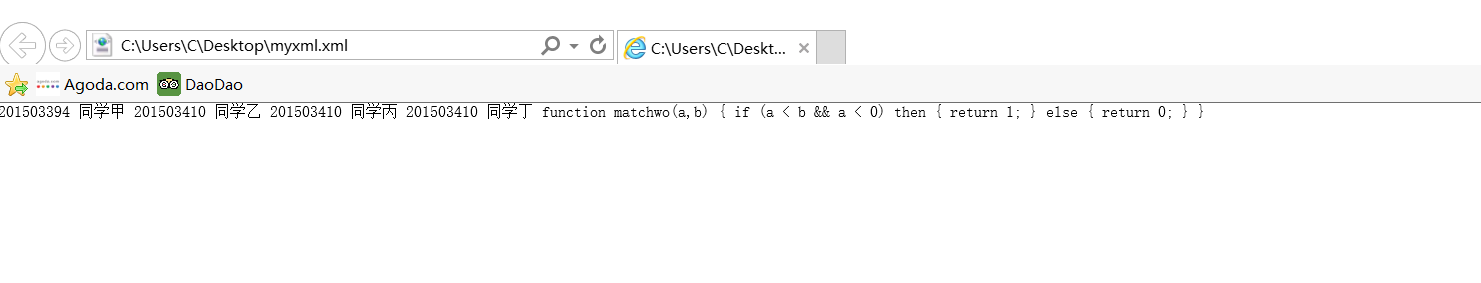 C:\Users\C\Desktop\myxml.xml
C:\Users\C\Deskt...
Agoda.com DaoDao
201503394 同学甲 201503410 同学乙 201503410 同学丙 201503410 同学丁 function matchwo(a,b) { if (a < b && a < 0) then { return 1; } else { return 0; } }